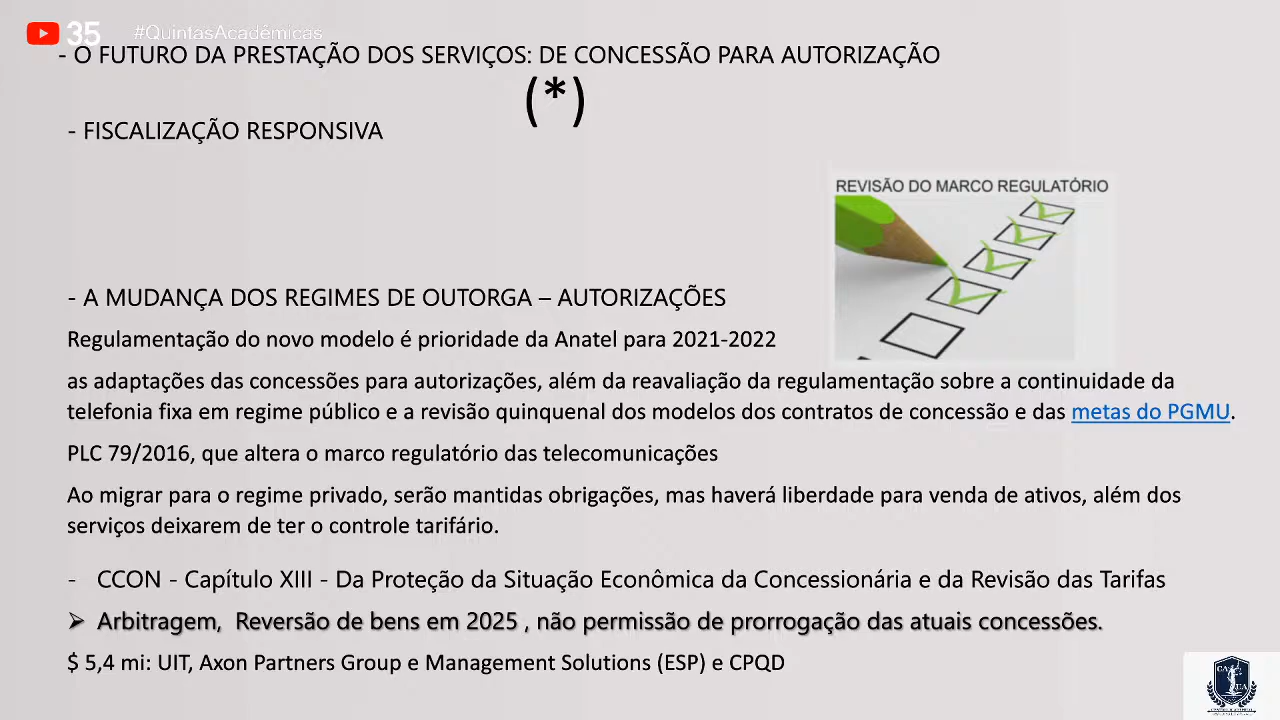 35 #QuintasAcadêmicas
- O FUTURO DA PRESTAÇÃO DOS SERVIÇOS: DE CONCESSÃO PARA AUTORIZAÇÃO
(*)
- FISCALIZAÇÃO RESPONSIVA
REVISÃO DO MARCO REGULATÓRIO
- A MUDANÇA DOS REGIMES DE OUTORGA – AUTORIZAÇÕES
Regulamentação do novo modelo é prioridade da Anatel para 2021-2022
as adaptações das concessões para autorizações, além da reavaliação da regulamentação sobre a continuidade da
telefonia fixa em regime público e a revisão quinquenal dos modelos dos contratos de concessão e das metas do PGMU.
PLC 79/2016, que altera o marco regulatório das telecomunicações
Ao migrar para o regime privado, serão mantidas obrigações, mas haverá liberdade para venda de ativos, além dos
serviços deixarem de ter o controle tarifário.
- CCON - Capítulo XIII - Da Proteção da Situação Econômica da Concessionária e da Revisão das Tarifas
➢ Arbitragem, Reversão de bens em 2025 , não permissão de prorrogação das atuais concessões.
$ 5,4 mi: UIT, Axon Partners Group e Management Solutions (ESP) e CPQD